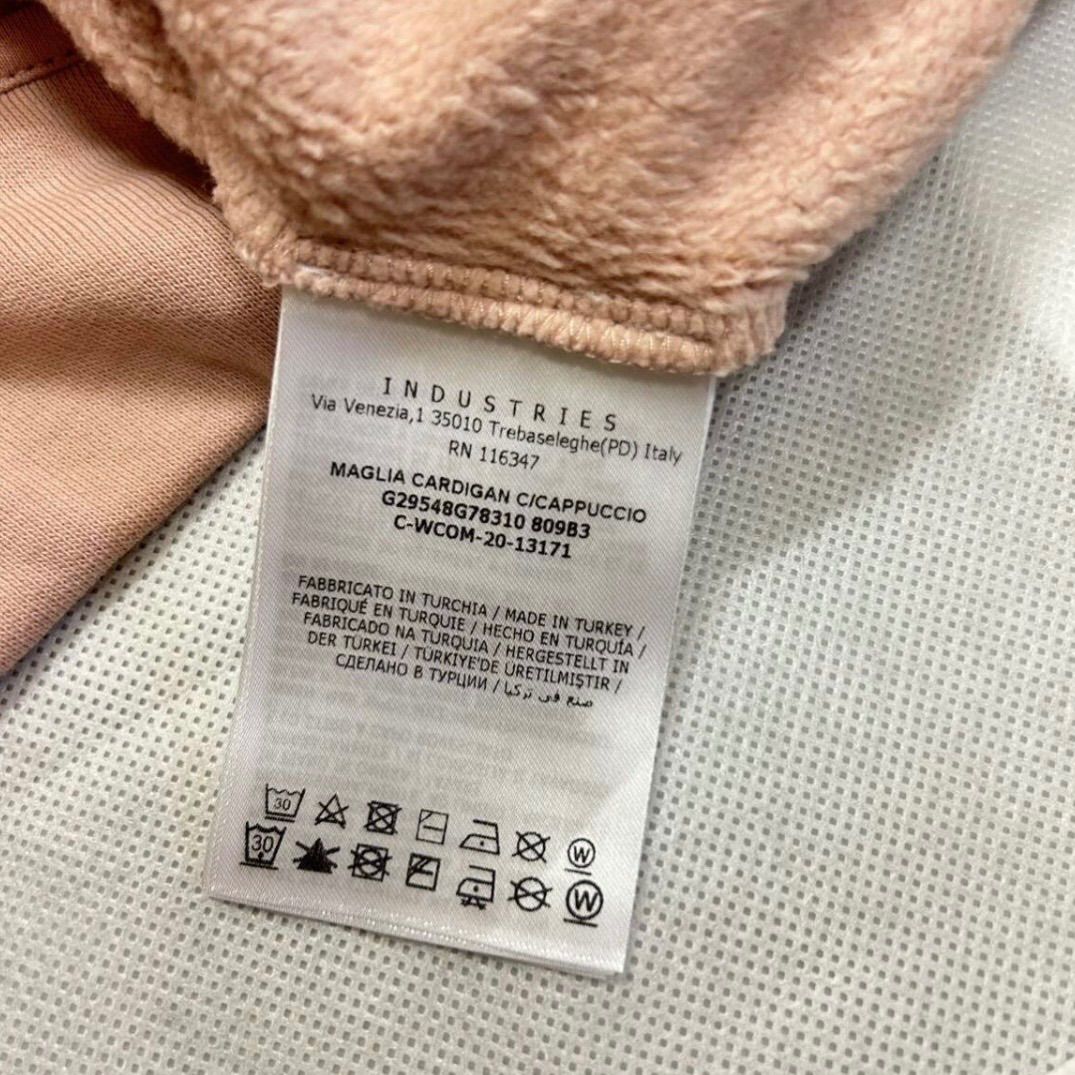 INDUSTRIES
Via Venezia,1 35010 Trebaseleghe(PD) Italy
RN 116347
MAGLIA CARDIGAN C/CAPPUCCIO
G29548G78310 809B3
C-WCOM-20-13171
FABBRICATO IN TURCHIA / MADE IN TURKEY /
FABRIQUÉ EN TURQUIE / HECHO EN TURQUÍA /
FABRICADO NA TURQUIA / HERGESTELLT IN
DER TÜRKEI / TÜRKIYE'DE ÜRETILMIŞTIR /
СДЕЛАНО В ТУРЦИИ / صنع في تركيا
30 W
30 W